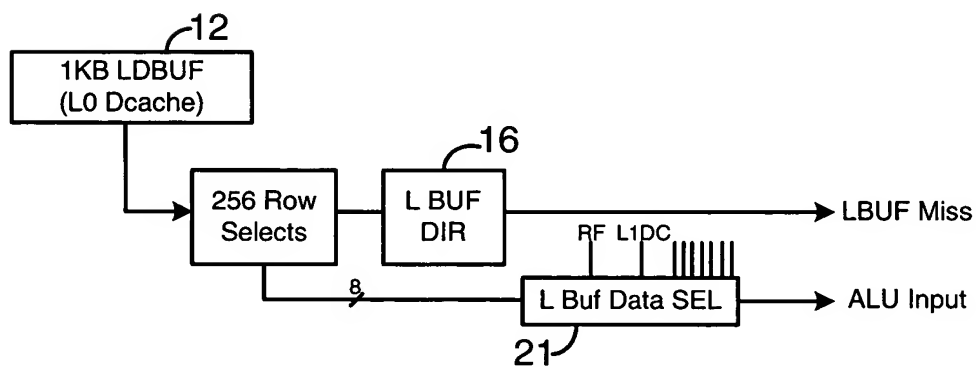 12
1KB LDBUF
(L0 Dcache)
16
256 Row
Selects
L BUF
DIR
LBUF Miss
RF L1DC
8
L Buf Data SEL
ALU Input
21